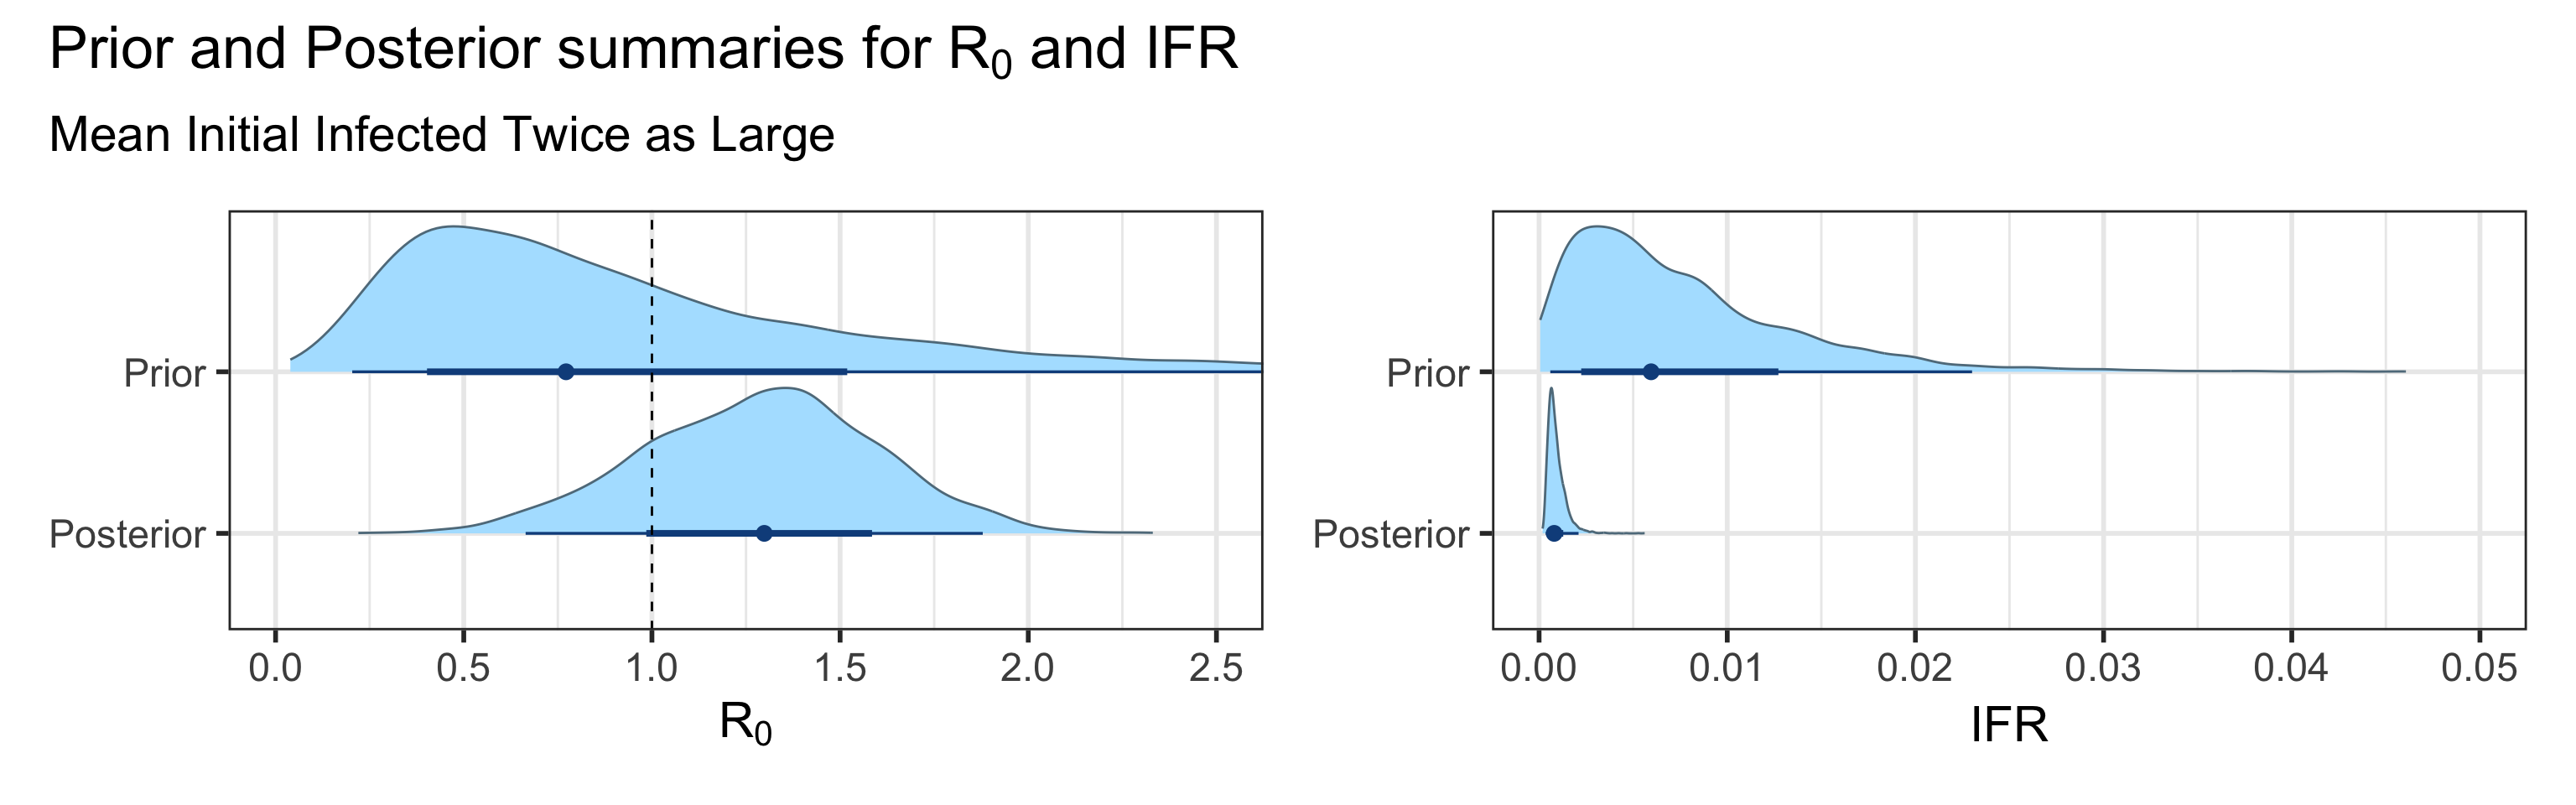 Prior and Posterior summaries for R₀ and IFR
Mean Initial Infected Twice as Large
Prior
Posterior
0.0 0.5 1.0 1.5 2.0 2.5
R₀
Prior
Posterior
0.00 0.01 0.02 0.03 0.04 0.05
IFR